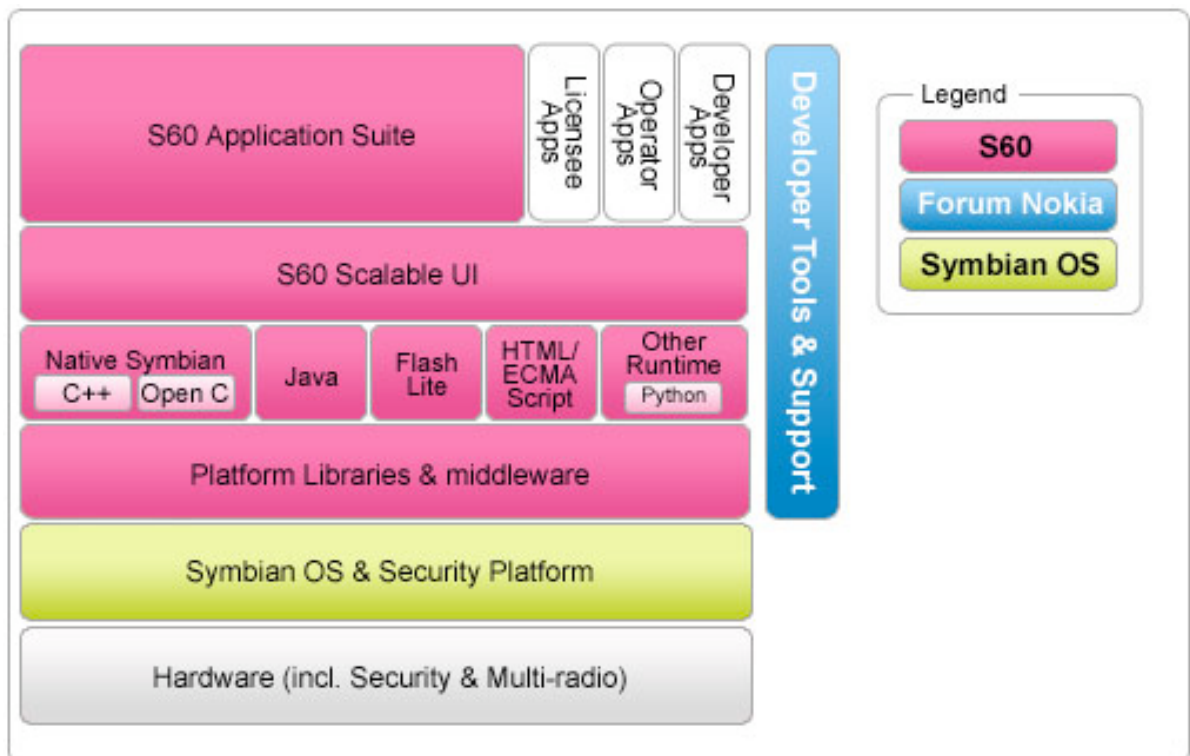 S60 Application Suite
Licensee
Apps
Operator
Apps
Developer
Apps
S60 Scalable UI
Native Symbian
C++
Open C
Java
Flash
Lite
HTML/
ECMA
Script
Other
Runtime
Python
Platform Libraries & middleware
Symbian OS & Security Platform
Hardware (incl. Security & Multi-radio)
Developer Tools & Support
Legend
S60
Forum Nokia
Symbian OS